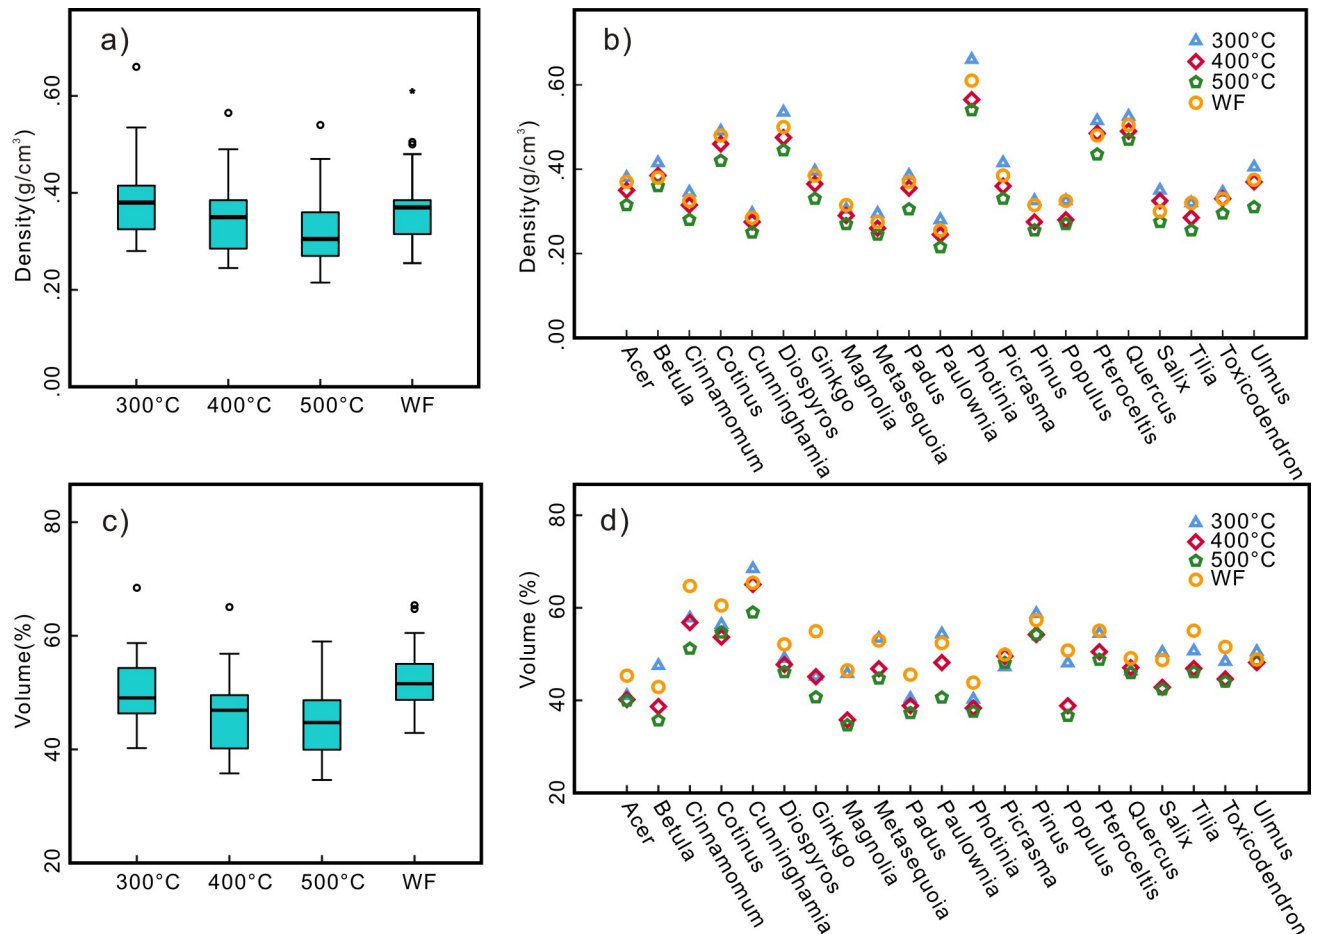 a)
Density(g/cm³)
.60
.40
.20
.00
300°C 400°C 500°C WF
b)
300°C
400°C
500°C
WF
Density(g/cm³)
.60
.40
.20
.00
Acer
Betula
Cinnamomum
Cotinus
Cunninghamia
Diospyros
Ginkgo
Magnolia
Metasequoia
Padus
Paulownia
Photinia
Picrasma
Pinus
Populus
Pteroceltis
Quercus
Salix
Tilia
Toxicodendron
Ulmus
c)
Volume(%)
80
60
40
20
300°C 400°C 500°C WF
d)
300°C
400°C
500°C
WF
Volume (%)
80
60
40
20
Acer
Betula
Cinnamomum
Cotinus
Cunninghamia
Diospyros
Ginkgo
Magnolia
Metasequoia
Padus
Paulownia
Photinia
Picrasma
Pinus
Populus
Pteroceltis
Quercus
Salix
Tilia
Toxicodendron
Ulmus